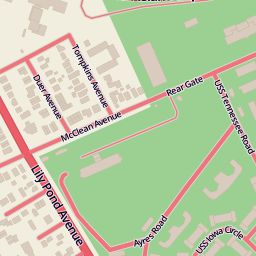 Rear Gate
USS Tennessee Road
Tompkins Avenue
Duer Avenue
McClean Avenue
Lily Pond Avenue
Ayres Road
USS Iowa Circle